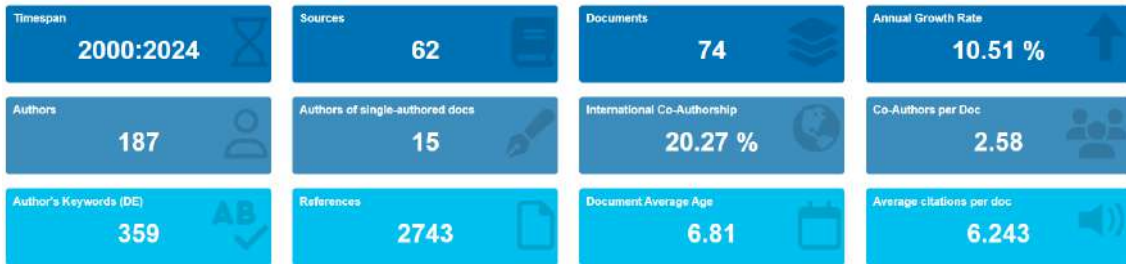 Timespan
2000:2024
Sources
62
Documents
74
Annual Growth Rate
10.51 %
Authors
187
Authors of single-authored docs
15
International Co-Authorship
20.27 %
Co-Authors per Doc
2.58
Author's Keywords (DE)
359
AB
References
2743
Document Average Age
6.81
Average citations per doc
6.243